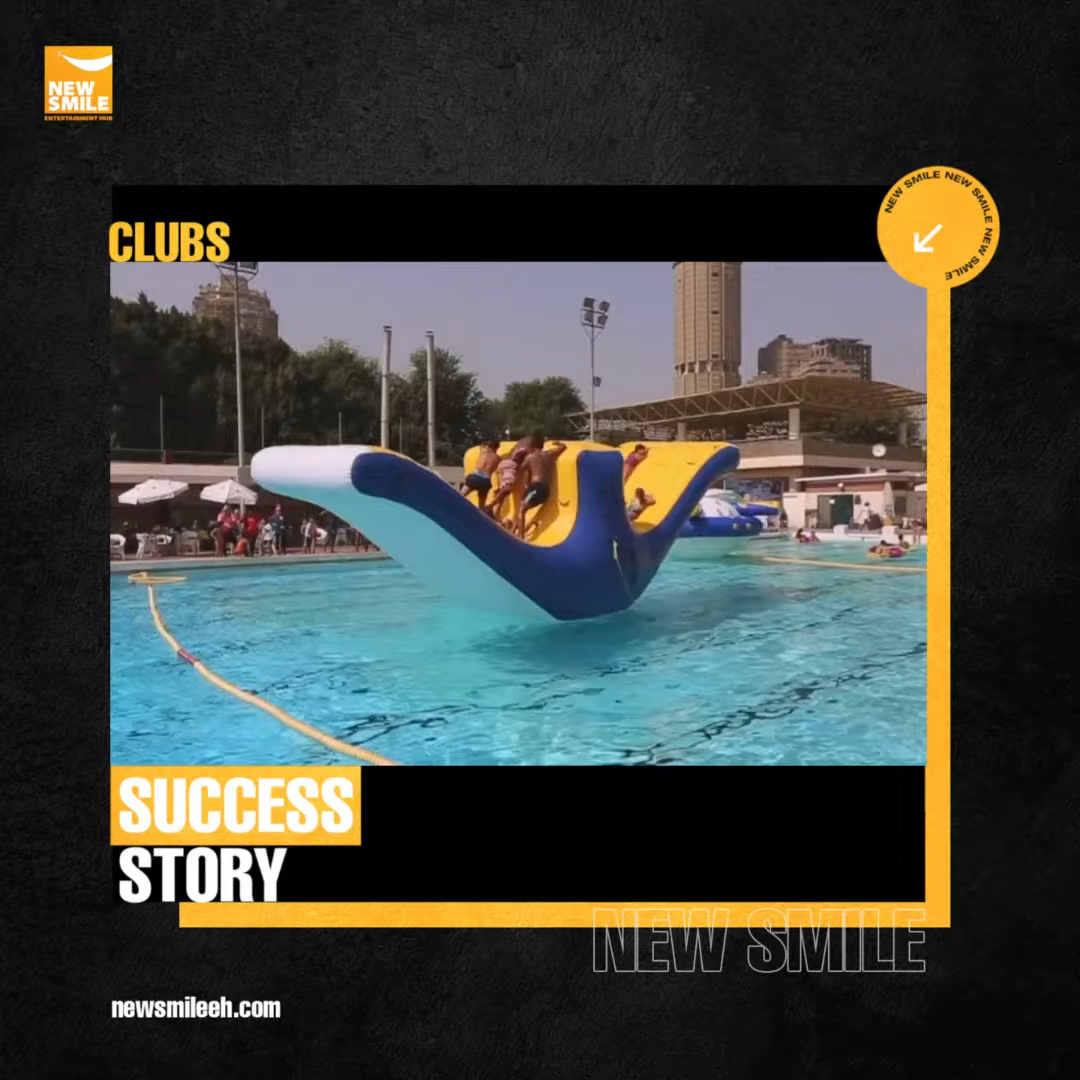 NEW
SMILE
ENTERTAINMENT HUB
NEW SMILE NEW SMILE NEW SMILE
CLUBS
SUCCESS
STORY
NEW SMILE
newsmileeh.com